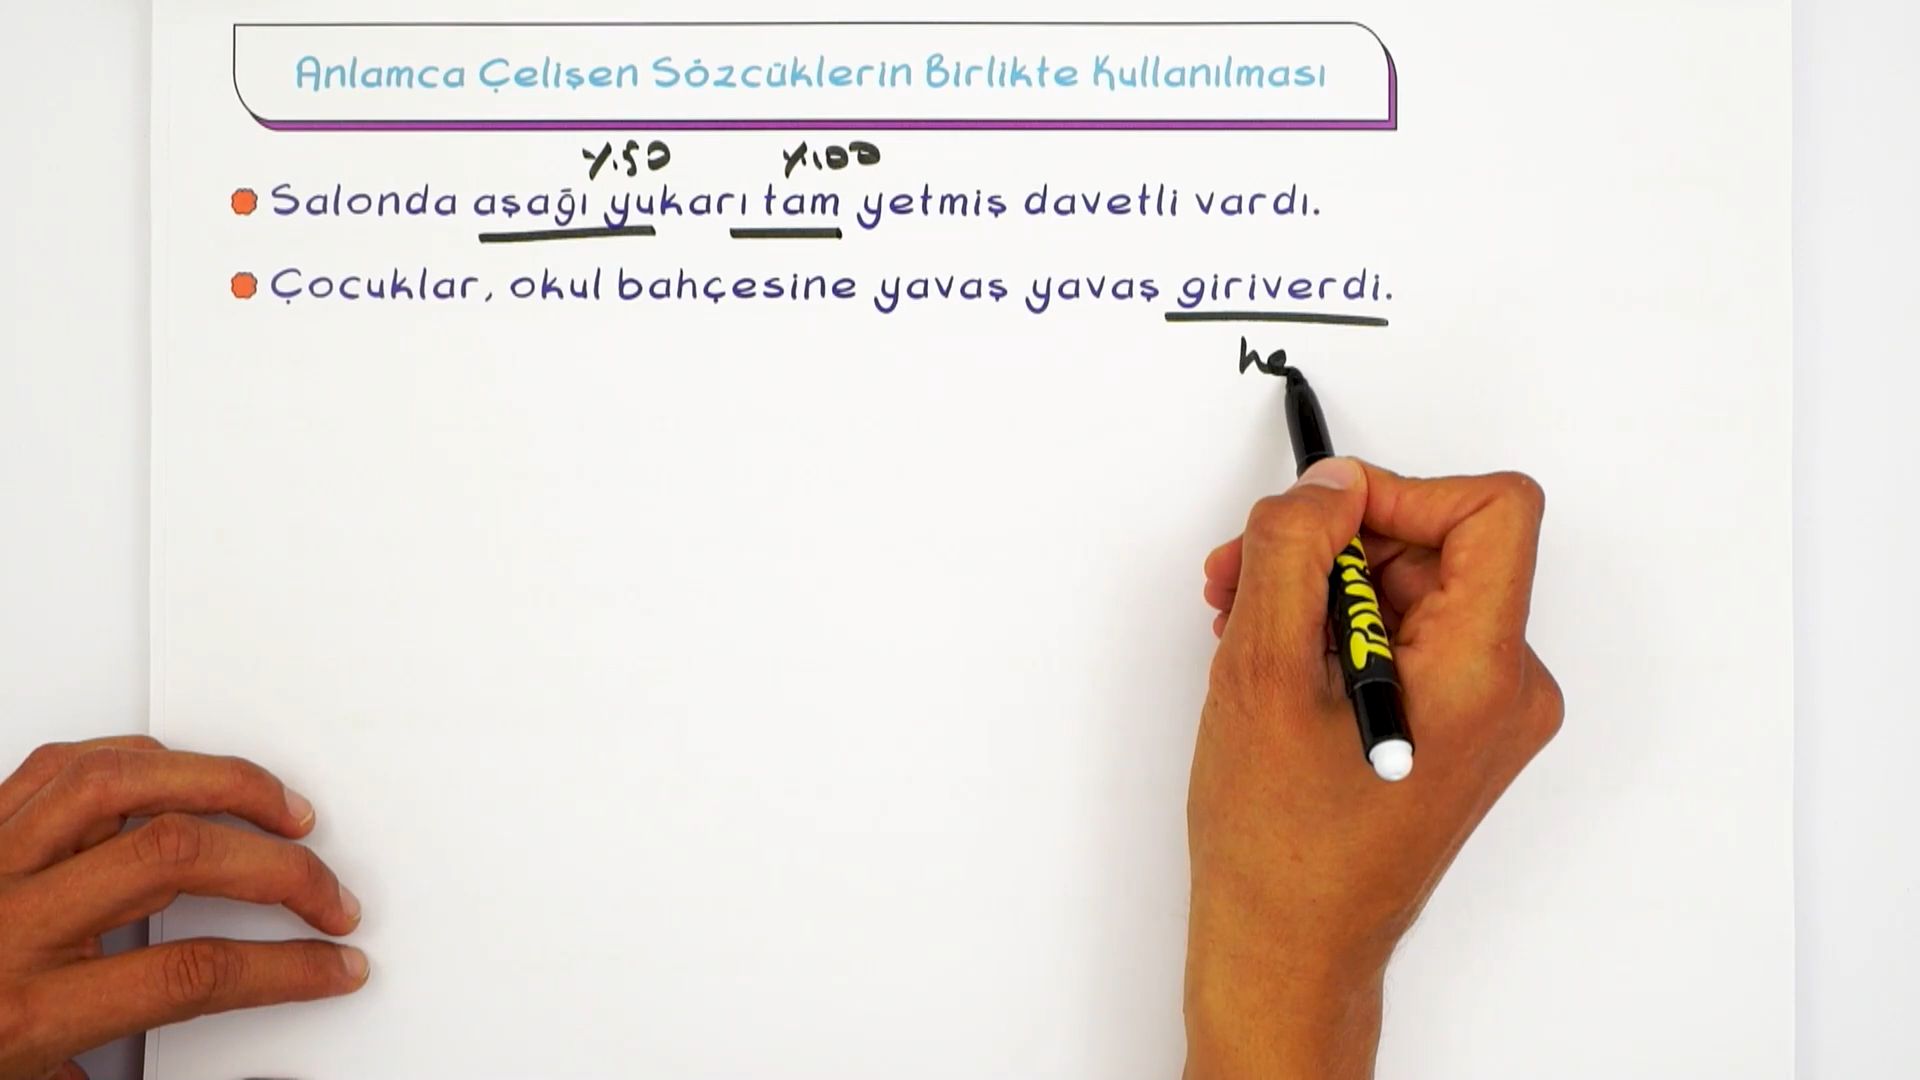 Anlamca Çelişen Sözcüklerin Birlikte Kullanılması
%50 %100
Salonda aşağı yukarı tam yetmiş davetli vardı.
Çocuklar, okul bahçesine yavaş yavaş giriverdi.
he